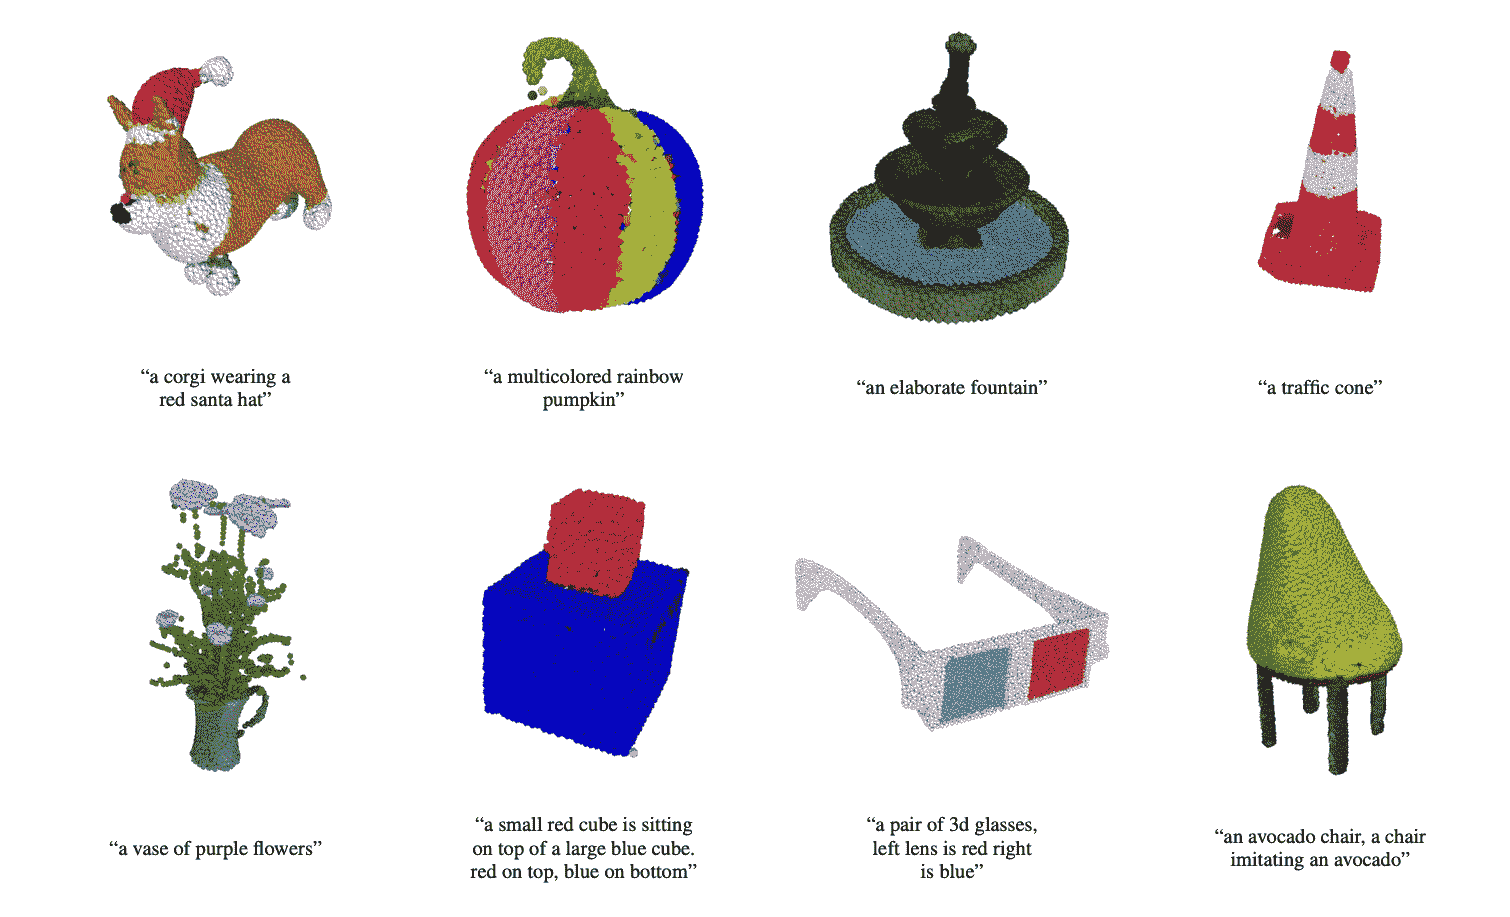 “a corgi wearing a
red santa hat”
“a multicolored rainbow
pumpkin”
“an elaborate fountain”
“a traffic cone”
“a vase of purple flowers”
“a small red cube is sitting
on top of a large blue cube.
red on top, blue on bottom”
“a pair of 3d glasses,
left lens is red right
is blue”
“an avocado chair, a chair
imitating an avocado”